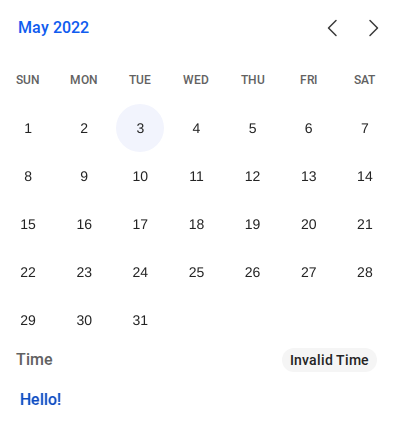 May 2022
SUN MON TUE WED THU FRI SAT
1 2 3 4 5 6 7
8 9 10 11 12 13 14
15 16 17 18 19 20 21
22 23 24 25 26 27 28
29 30 31
Time Invalid Time
Hello!